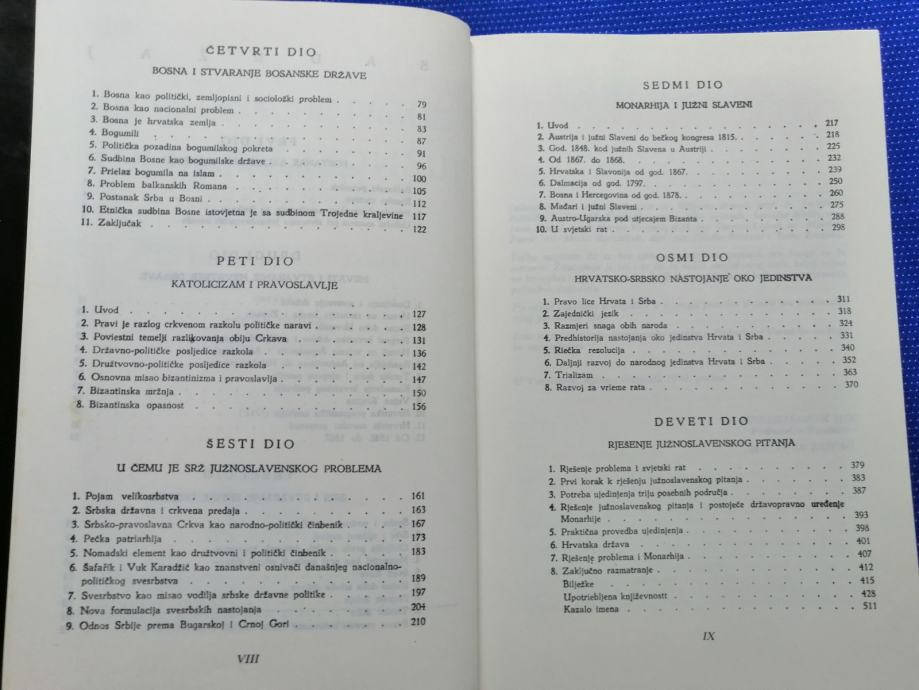 ČETVRTI DIO
BOSNA I STVARANJE BOSANSKE DRŽAVE
1. Bosna kao politički, zemljopisni i sociološki problem . . . . . 79
2. Bosna kao nacionalni problem . . . . . 81
3. Bosna je hrvatska zemlja . . . . . 83
4. Bogumili . . . . . 87
5. Politička pozadina bogumilskog pokreta . . . . . 91
6. Sudbina Bosne kao bogumilske države . . . . . 96
7. Prielaz bogumila na islam . . . . . 100
8. Problem balkanskih Romana . . . . . 105
9. Postanak Srba u Bosni . . . . . 112
10. Etnička sudbina Bosne istovjetna je sa sudbinom Trojedne kraljevine 117
11. Zaključak . . . . . 122
PETI DIO
KATOLICIZAM I PRAVOSLAVLJE
1. Uvod . . . . . 127
2. Pravi je razlog crkvenom razkolu političke naravi . . . . . 128
3. Poviestni temelji razlikovanja obiju Crkava . . . . . 131
4. Državno-političke posljedice razkola . . . . . 136
5. Družtvovno-političke posljedice razkola . . . . . 142
6. Osnovna misao bizantinizma i pravoslavija . . . . . 147
7. Bizantinska mržnja . . . . . 150
8. Bizantinska opasnost . . . . . 156
ŠESTI DIO
U ČEMU JE SRŽ JUŽNOSLAVENSKOG PROBLEMA
1. Pojam velikosrbstva . . . . . 161
2. Srbska državna i crkvena predaja . . . . . 163
3. Srbsko-pravoslavna Crkva kao narodno-politički činbenik . . . . . 167
4. Pečka patriarhija . . . . . 173
5. Nomadski element kao družtvovni i politički činbenik . . . . . 183
6. Šafařik i Vuk Karadžić kao znanstveni osnivači današnjeg nacionalno-
političkog svesrbstva . . . . . 189
7. Svesrbstvo kao misao vodilja srbske državne politike . . . . . 197
8. Nova formulacija svesrbskih nastojanja . . . . . 204
9. Odnos Srbije prema Bugarskoj i Crnoj Gori . . . . . 210
VIII
SEDMI DIO
MONARHIJA I JUŽNI SLAVENI
1. Uvod . . . . . 217
2. Austrija i južni Slaveni do bečkog kongresa 1815. . . . . . 218
3. God. 1848. kod južnih Slavena u Austriji . . . . . 225
4. Od 1867. do 1868. . . . . . 232
5. Hrvatska i Slavonija od god. 1867. . . . . . 239
6. Dalmacija od god. 1797. . . . . . 250
7. Bosna i Hercegovina od god. 1878. . . . . . 260
8. Mađari i južni Slaveni . . . . . 275
9. Austro-Ugarska pod utjecajem Bizanta . . . . . 288
10. U svjetski rat . . . . . 298
OSMI DIO
HRVATSKO-SRBSKO NASTOJANJE OKO JEDINSTVA
1. Pravo lice Hrvata i Srba . . . . . 311
2. Zajednički jezik . . . . . 318
3. Razmjeri snaga obih naroda . . . . . 324
4. Predhistorija nastojanja oko jedinstva Hrvata i Srba . . . . . 331
5. Riečka rezolucija . . . . . 340
6. Daljnji razvoj do narodnog jedinstva Hrvata i Srba . . . . . 352
7. Trializam . . . . . 363
8. Razvoj za vrieme rata . . . . . 370
DEVETI DIO
RJEŠENJE JUŽNOSLAVENSKOG PITANJA
1. Rješenje problema i svjetski rat . . . . . 379
2. Prvi korak k rješenju južnoslavenskog pitanja . . . . . 383
3. Potreba ujedinjenja triju posebnih područja . . . . . 387
4. Rješenje južnoslavenskog pitanja i postojeće državopravno uređenje
Monarhije . . . . . 393
5. Praktična provedba ujedinjenja . . . . . 398
6. Hrvatska država . . . . . 401
7. Rješenje problema i Monarhija . . . . . 407
8. Zaključno razmatranje . . . . . 412
Bilježke . . . . . 415
Upotriebljena književnost . . . . . 428
Kazalo imena . . . . . 511
IX